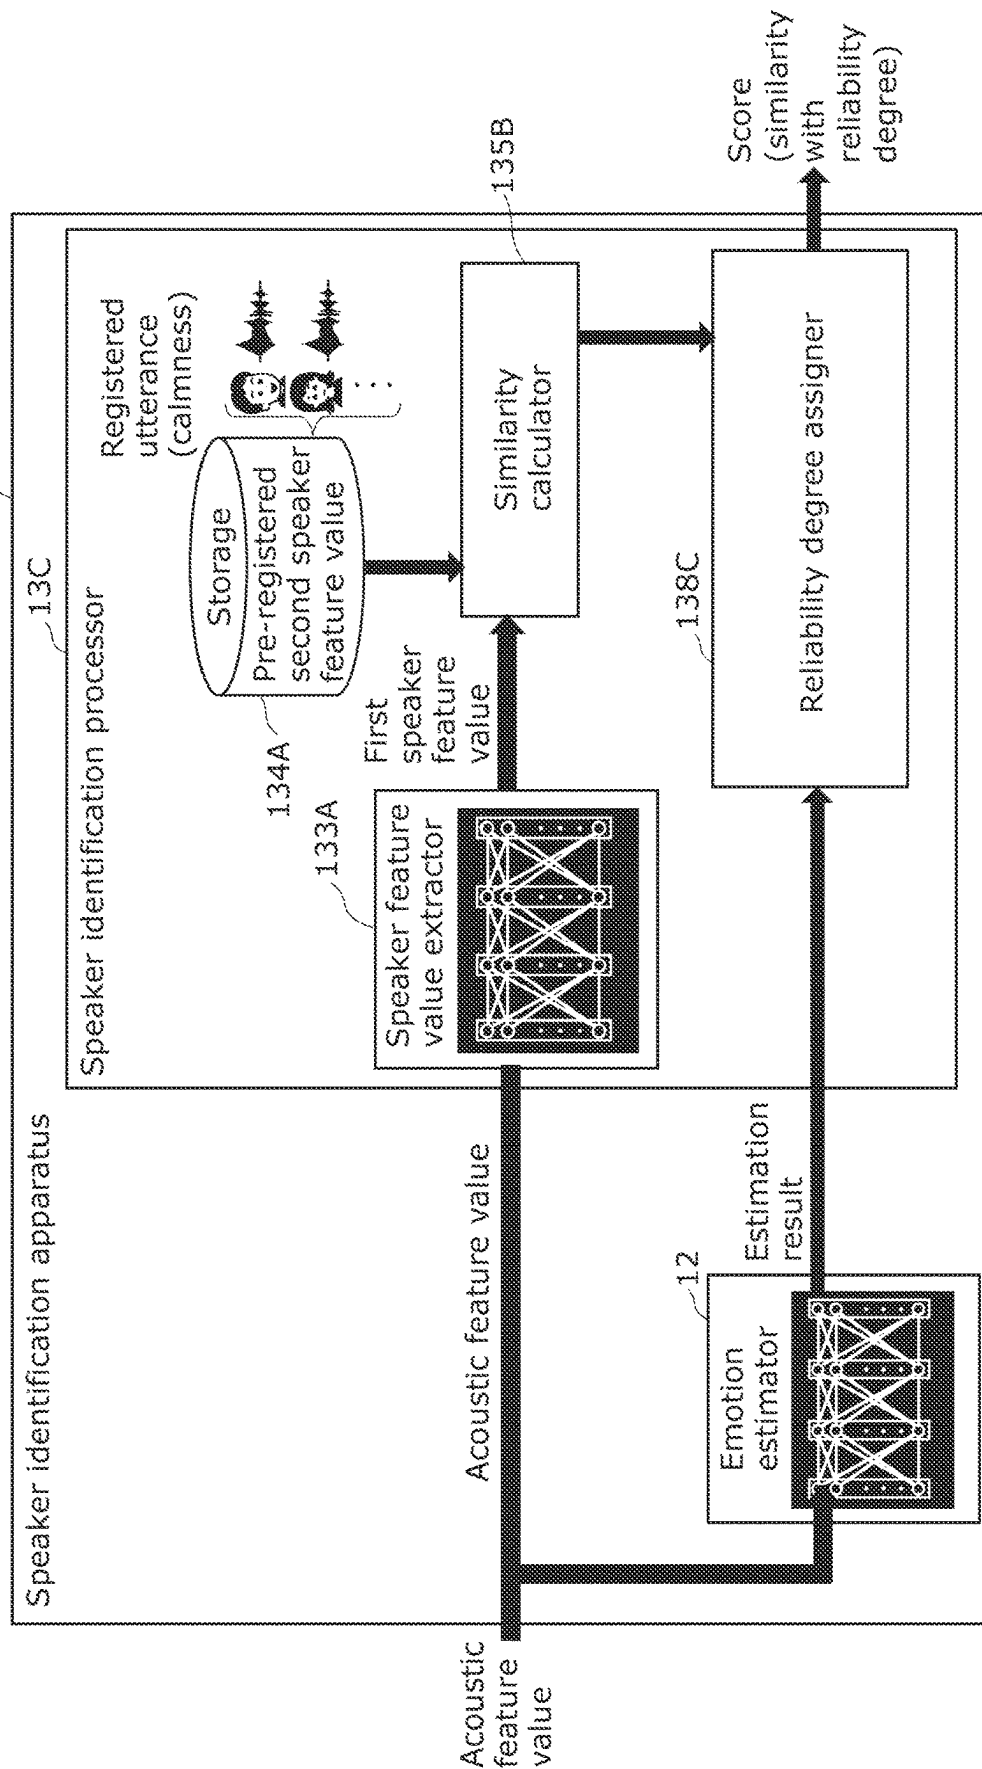 Speaker identification apparatus
13C
Speaker identification processor
Registered
utterance
(calmness)
Storage
Pre-registered
second speaker
feature value
134A
133A
Speaker feature
value extractor
First
speaker
feature
value
135B
Similarity
calculator
Acoustic
feature
value
Acoustic feature value
12
Emotion
estimator
Estimation
result
138C
Reliability degree assigner
Score
(similarity
with
reliability
degree)